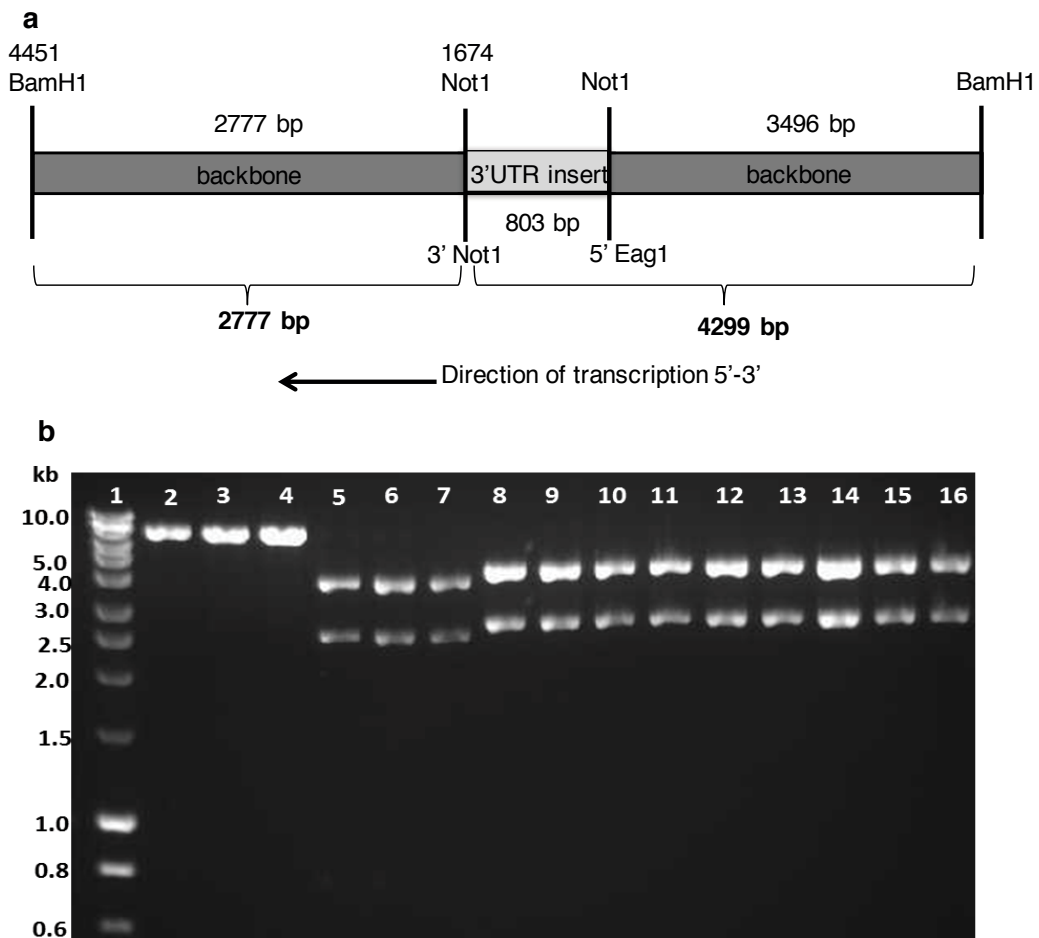 a
4451
BamH1
1674
Not1
Not1
BamH1
2777 bp
3496 bp
backbone
3'UTR insert
backbone
803 bp
3' Not1
5' Eag1
2777 bp
4299 bp
Direction of transcription 5'-3'
b
kb
1 2 3 4 5 6 7 8 9 10 11 12 13 14 15 16
10.0
5.0
4.0
3.0
2.5
2.0
1.5
1.0
0.8
0.6